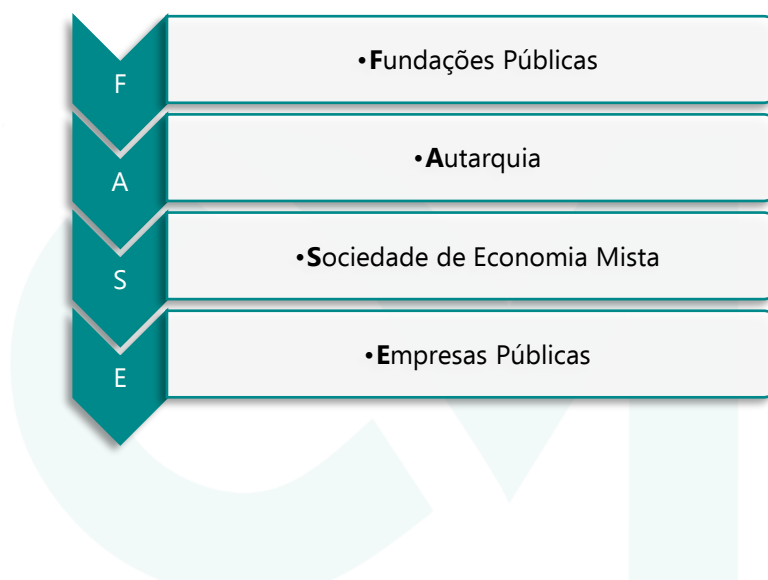 F
•Fundações Públicas
A
•Autarquia
S
•Sociedade de Economia Mista
E
•Empresas Públicas